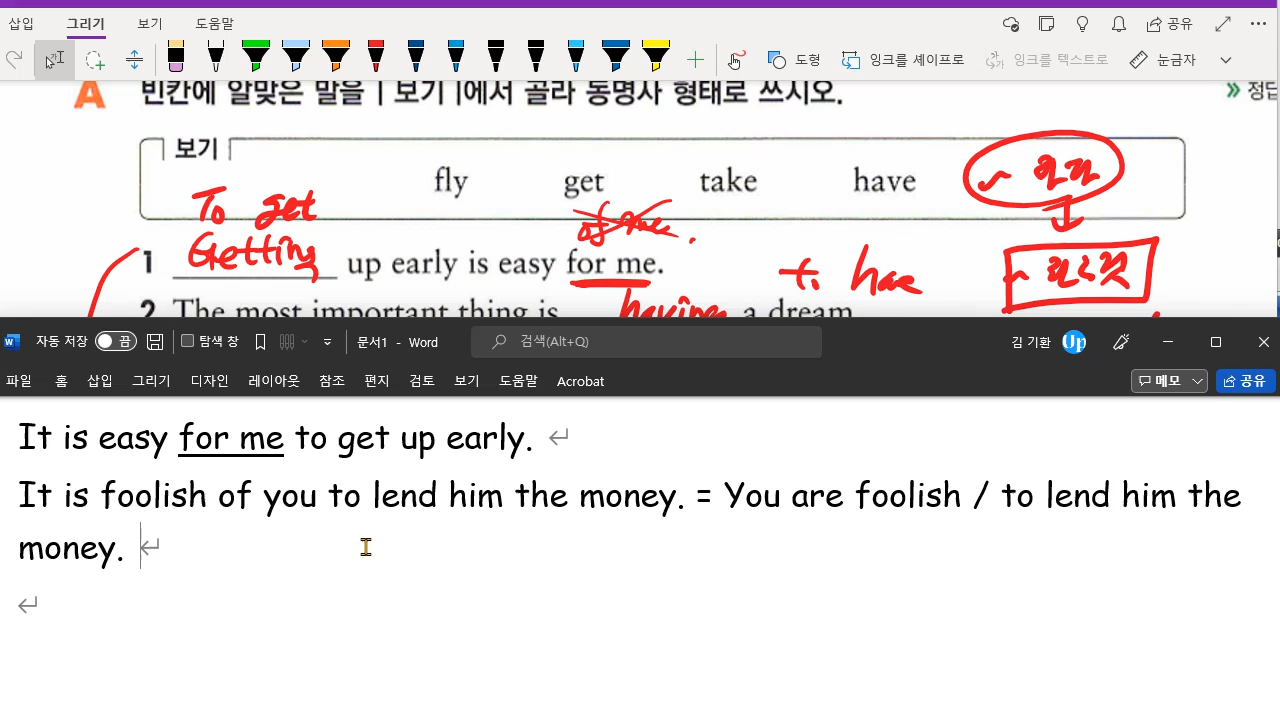 삽입 그리기 보기 도움말 공유
도형 잉크를 셰이프로 잉크를 텍스트로 눈금자
A 빈칸에 알맞은 말을 | 보기 |에서 골라 동명사 형태로 쓰시오. » 정답
보기
fly get take have
To get
of me.
1 Getting up early is easy for me.
to have
2 The most important thing is having a dream
자동 저장 끔 탐색 창 문서1 - Word 검색(Alt+Q) 김 기환 Up
파일 홈 삽입 그리기 디자인 레이아웃 참조 편지 검토 보기 도움말 Acrobat 메모 공유
It is easy for me to get up early.
It is foolish of you to lend him the money. = You are foolish / to lend him the
money.